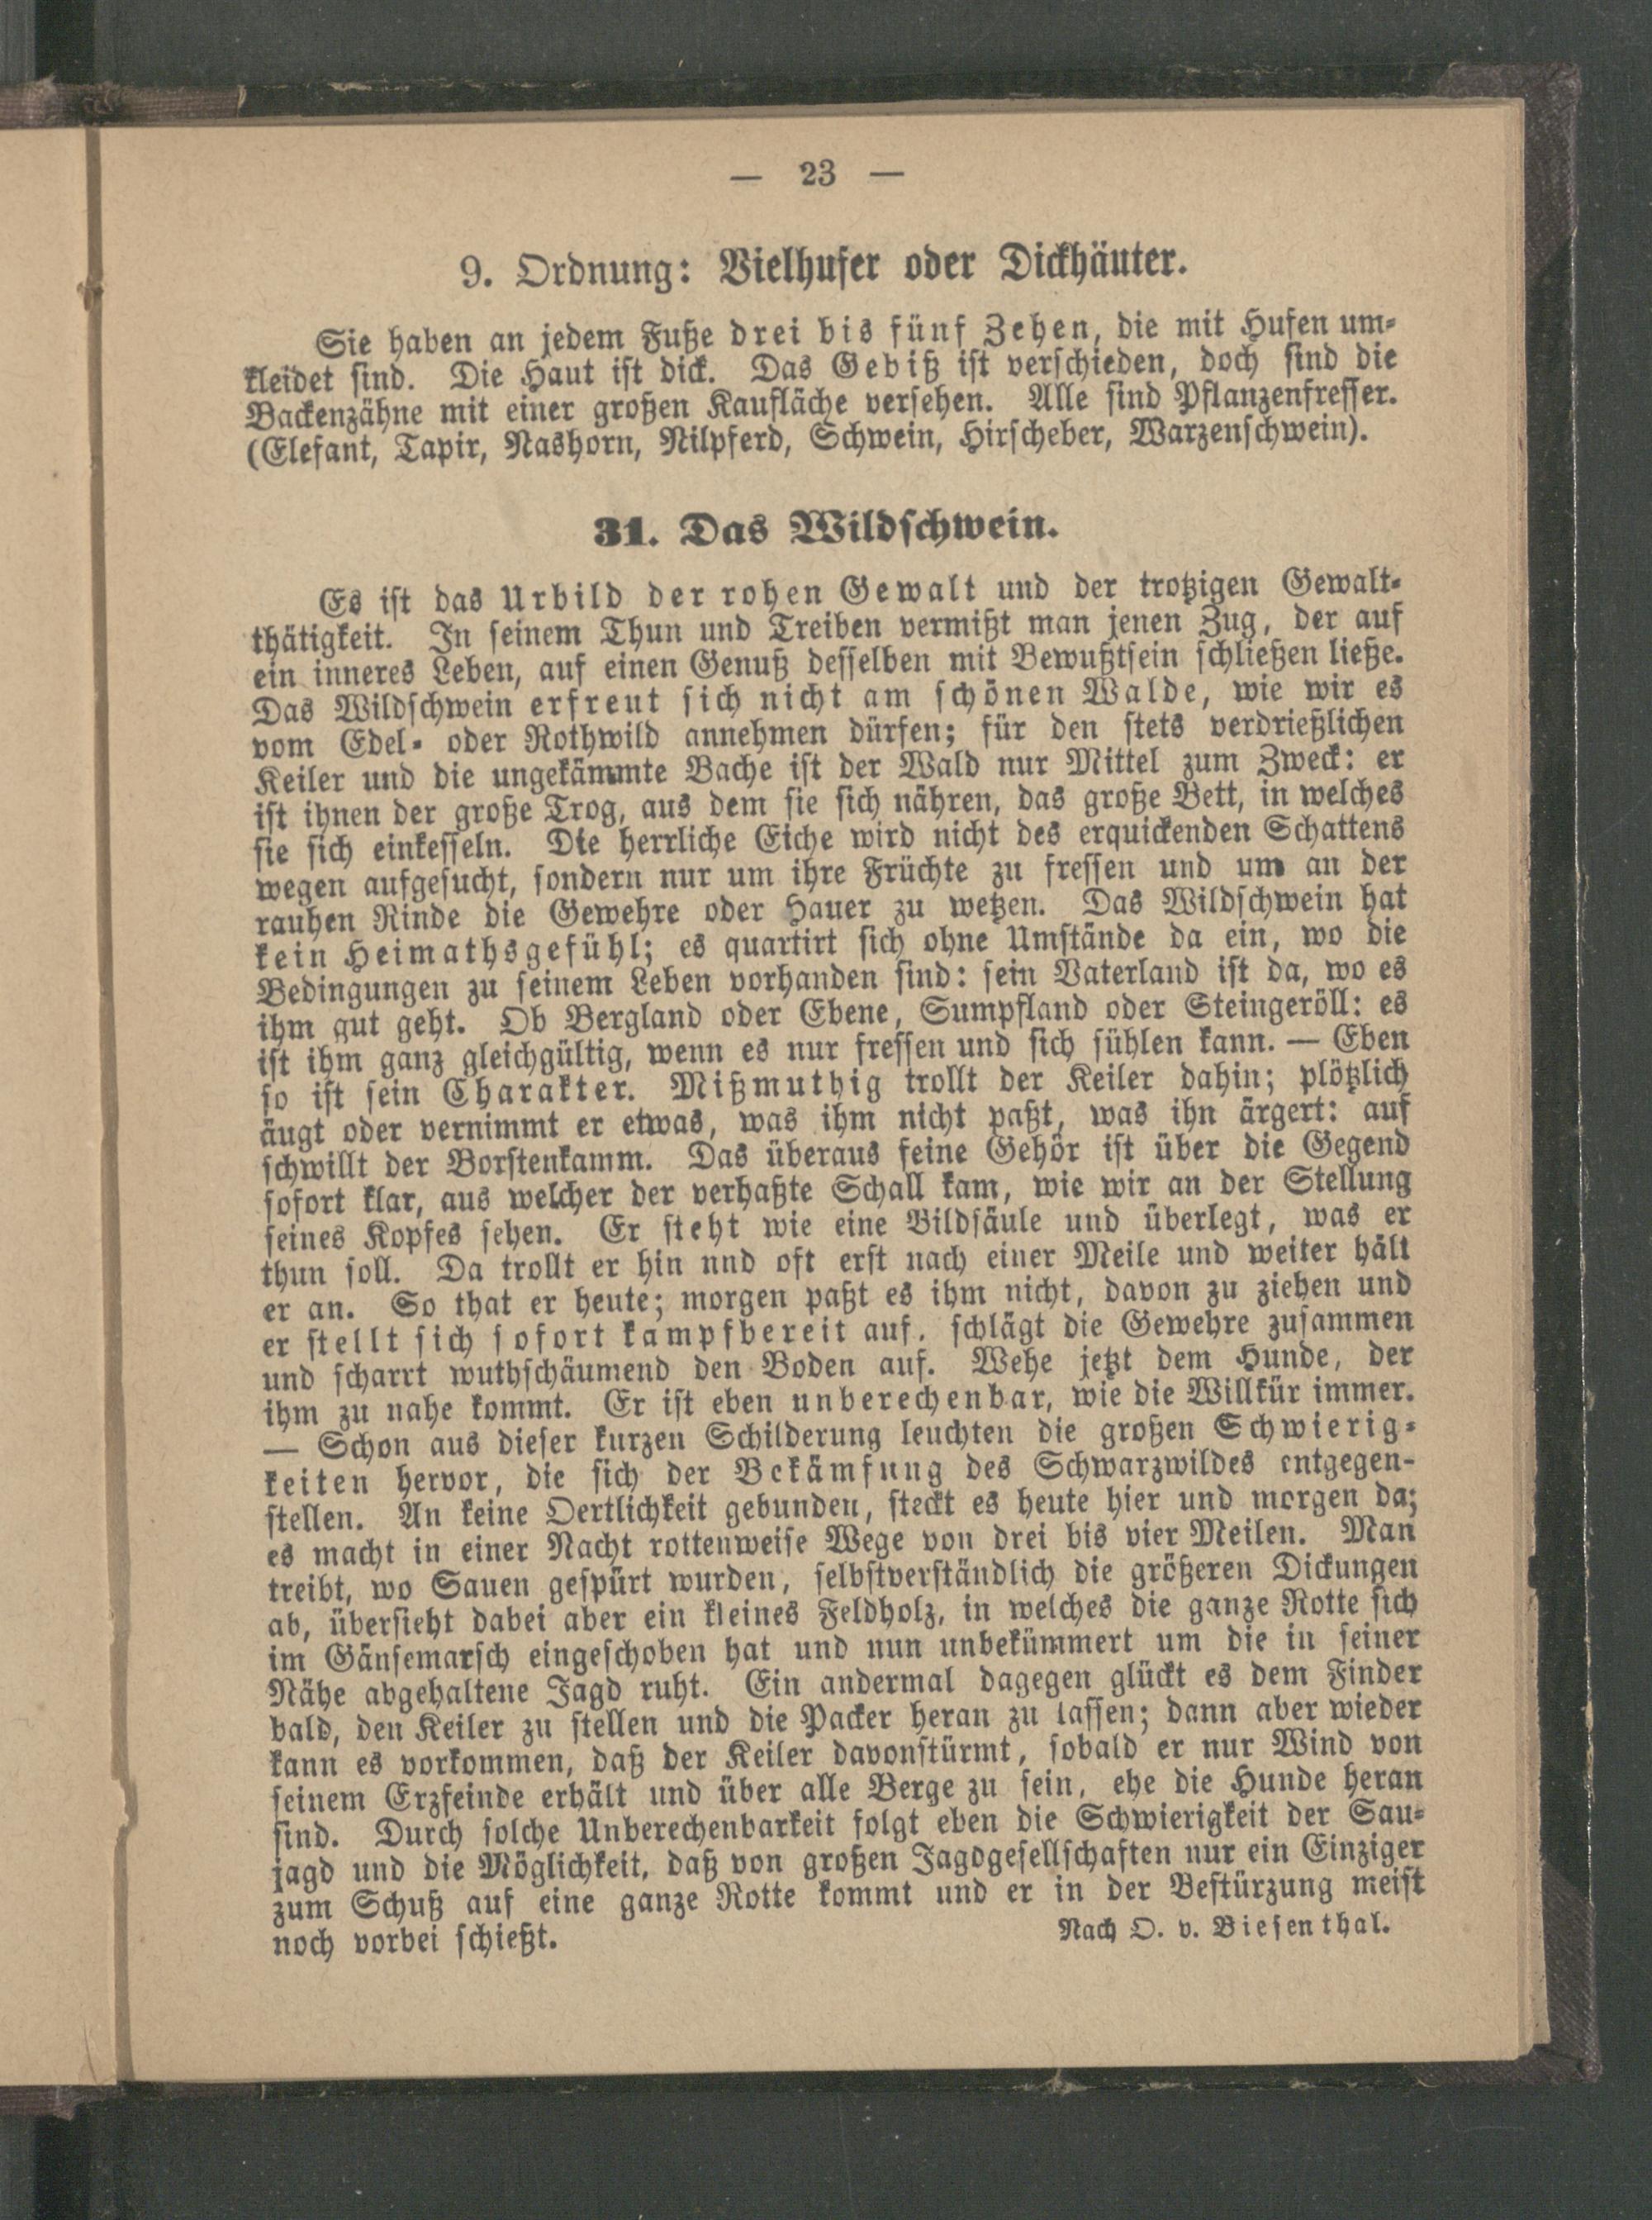 — 23 —
9. Ordnung: Vielhufer oder Dickhäuter.
Sie haben an jedem Fuße drei bis fünf Zehen, die mit Hufen um-
kleidet sind. Die Haut ist dick. Das Gebiß ist verschieden, doch sind die
Backenzähne mit einer großen Kaufläche versehen. Alle sind Pflanzenfresser.
(Elefant, Tapir, Nashorn, Nilpferd, Schwein, Hirscheber, Warzenschwein).
31. Das Wildschwein.
Es ist das Urbild der rohen Gewalt und der trotzigen Gewalt-
thätigkeit. In seinem Thun und Treiben vermißt man jenen Zug, der auf
ein inneres Leben, auf einen Genuß desselben mit Bewußtsein schließen ließe.
Das Wildschwein erfreut sich nicht am schönen Walde, wie wir es
vom Edel- oder Rothwild annehmen dürfen; für den stets verdrießlichen
Keiler und die ungekämmte Bache ist der Wald nur Mittel zum Zweck: er
ist ihnen der große Trog, aus dem sie sich nähren, das große Bett, in welches
sie sich einkesseln. Die herrliche Eiche wird nicht des erquickenden Schattens
wegen aufgesucht, sondern nur um ihre Früchte zu fressen und um an der
rauhen Rinde die Gewehre oder Hauer zu wetzen. Das Wildschwein hat
kein Heimathsgefühl; es quartirt sich ohne Umstände da ein, wo die
Bedingungen zu seinem Leben vorhanden sind: sein Vaterland ist da, wo es
ihm gut geht. Ob Bergland oder Ebene, Sumpfland oder Steingeröll: es
ist ihm ganz gleichgültig, wenn es nur fressen und sich sühlen kann. — Eben
so ist sein Charakter. Mißmuthig trollt der Keiler dahin; plötzlich
äugt oder vernimmt er etwas, was ihm nicht paßt, was ihn ärgert: auf
schwillt der Borstenkamm. Das überaus feine Gehör ist über die Gegend
sofort klar, aus welcher der verhaßte Schall kam, wie wir an der Stellung
seines Kopfes sehen. Er steht wie eine Bildsäule und überlegt, was er
thun soll. Da trollt er hin nnd oft erst nach einer Meile und weiter hält
er an. So that er heute; morgen paßt es ihm nicht, davon zu ziehen und
er stellt sich sofort kampfbereit auf, schlägt die Gewehre zusammen
und scharrt wuthschäumend den Boden auf. Wehe jetzt dem Hunde, der
ihm zu nahe kommt. Er ist eben unberechenbar, wie die Willkür immer.
— Schon aus dieser kurzen Schilderung leuchten die großen Schwierig-
keiten hervor, die sich der Bekämfung des Schwarzwildes entgegen-
stellen. An keine Oertlichkeit gebunden, steckt es heute hier und morgen da;
es macht in einer Nacht rottenweise Wege von drei bis vier Meilen. Man
treibt, wo Sauen gespürt wurden, selbstverständlich die größeren Dickungen
ab, übersieht dabei aber ein kleines Feldholz, in welches die ganze Rotte sich
im Gänsemarsch eingeschoben hat und nun unbekümmert um die in seiner
Nähe abgehaltene Jagd ruht. Ein andermal dagegen glückt es dem Finder
bald, den Keiler zu stellen und die Packer heran zu lassen; dann aber wieder
kann es vorkommen, daß der Keiler davonstürmt, sobald er nur Wind von
seinem Erzfeinde erhält und über alle Berge zu sein, ehe die Hunde heran
sind. Durch solche Unberechenbarkeit folgt eben die Schwierigkeit der Sau-
jagd und die Möglichkeit, daß von großen Jagdgesellschaften nur ein Einziger
zum Schuß auf eine ganze Rotte kommt und er in der Bestürzung meist
noch vorbei schießt. Nach O. v. Biesenthal.